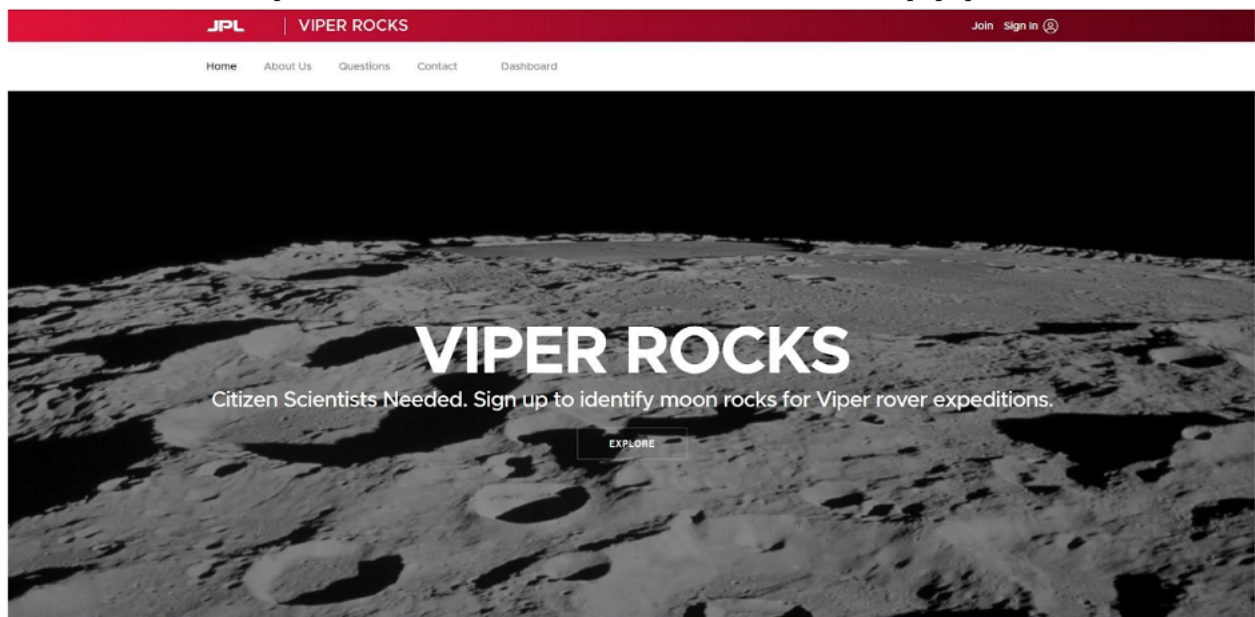 JPL | VIPER ROCKS Join Sign In
Home About Us Questions Contact Dashboard
VIPER ROCKS
Citizen Scientists Needed. Sign up to identify moon rocks for Viper rover expeditions.
EXPLORE